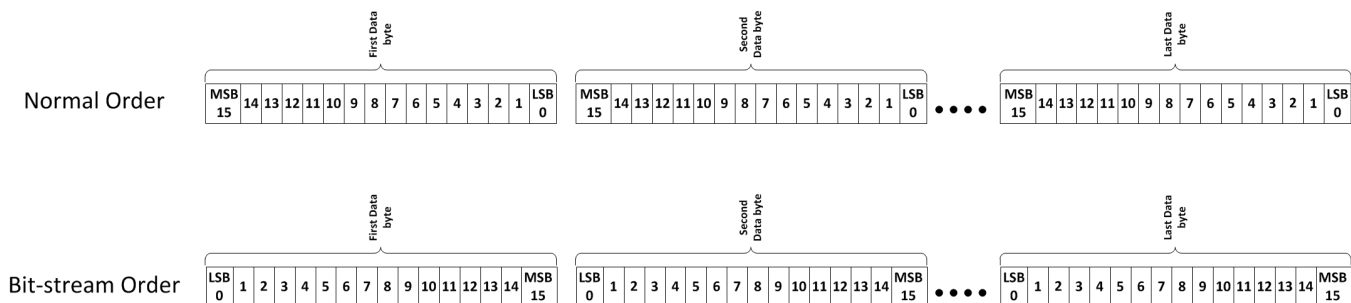 First Data
byte
Second
Data byte
Last Data
byte
Normal Order
MSB 15 14 13 12 11 10 9 8 7 6 5 4 3 2 1 LSB 0
MSB 15 14 13 12 11 10 9 8 7 6 5 4 3 2 1 LSB 0
MSB 15 14 13 12 11 10 9 8 7 6 5 4 3 2 1 LSB 0
First Data
byte
Second
Data byte
Last Data
byte
Bit-stream Order
LSB 0 1 2 3 4 5 6 7 8 9 10 11 12 13 14 MSB 15
LSB 0 1 2 3 4 5 6 7 8 9 10 11 12 13 14 MSB 15
LSB 0 1 2 3 4 5 6 7 8 9 10 11 12 13 14 MSB 15